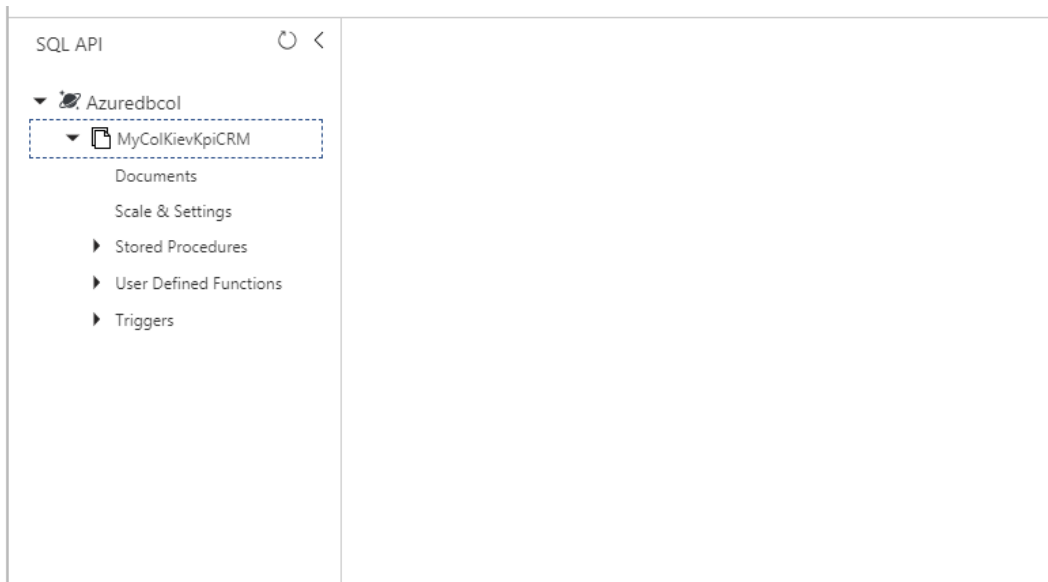 SQL API
Azuredbcol
MyColKievKpiCRM
Documents
Scale & Settings
Stored Procedures
User Defined Functions
Triggers